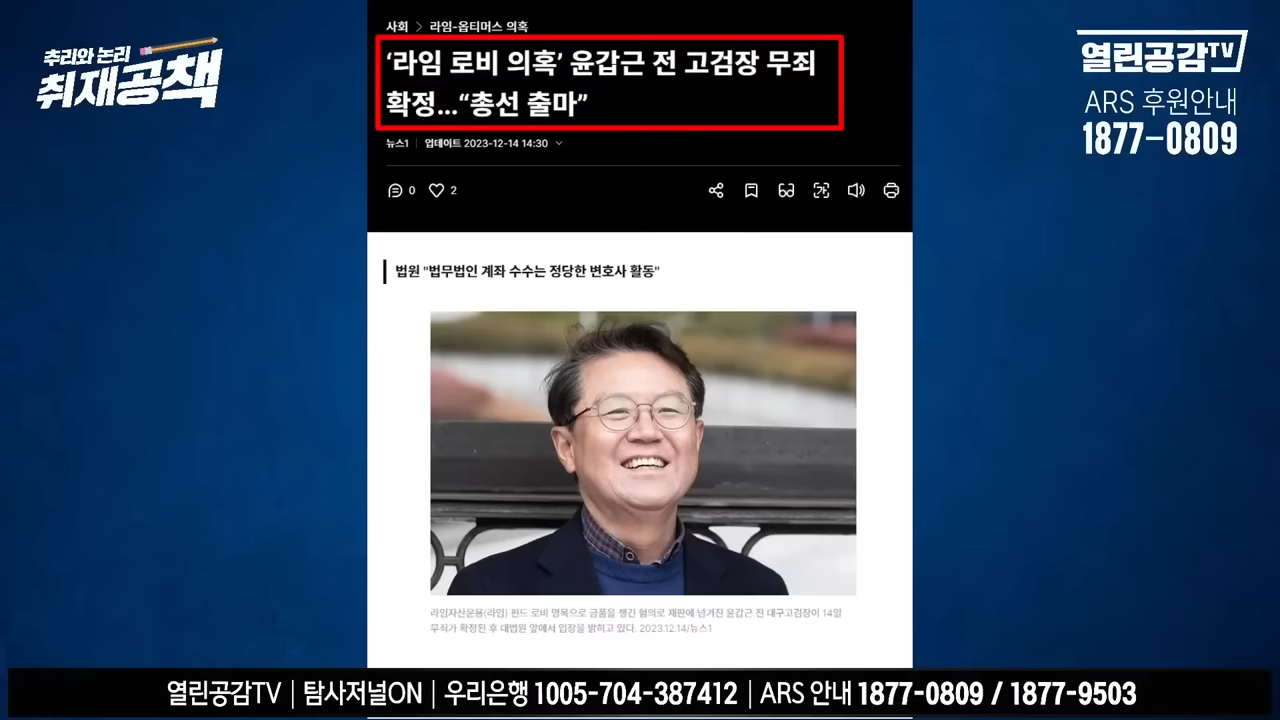 추리와 논리
취재공책
사회 > 라임-옵티머스 의혹
‘라임 로비 의혹’ 윤갑근 전 고검장 무죄
확정...“총선 출마”
뉴스1 | 업데이트 2023-12-14 14:30
0 2
가
열린공감TV
ARS 후원안내
1877-0809
법원 "법무법인 계좌 수수는 정당한 변호사 활동"
라임자산운용(라임) 펀드 로비 명목으로 금품을 챙긴 혐의로 재판에 넘겨진 윤갑근 전 대구고검장이 14일
무죄가 확정된 후 대법원 앞에서 입장을 밝히고 있다. 2023.12.14/뉴스1
열린공감TV | 탐사저널ON | 우리은행 1005-704-387412 | ARS 안내 1877-0809 / 1877-9503